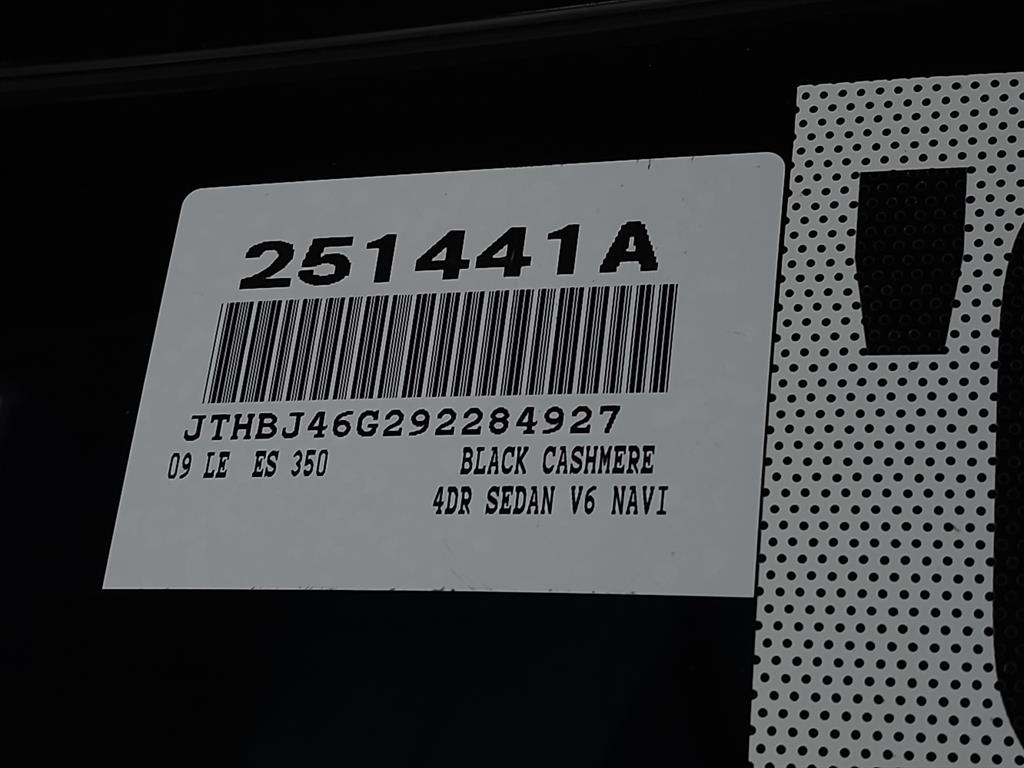 251441A
JTHBJ46G292284927
09 LE ES 350 BLACK CASHMERE
4DR SEDAN V6 NAVI